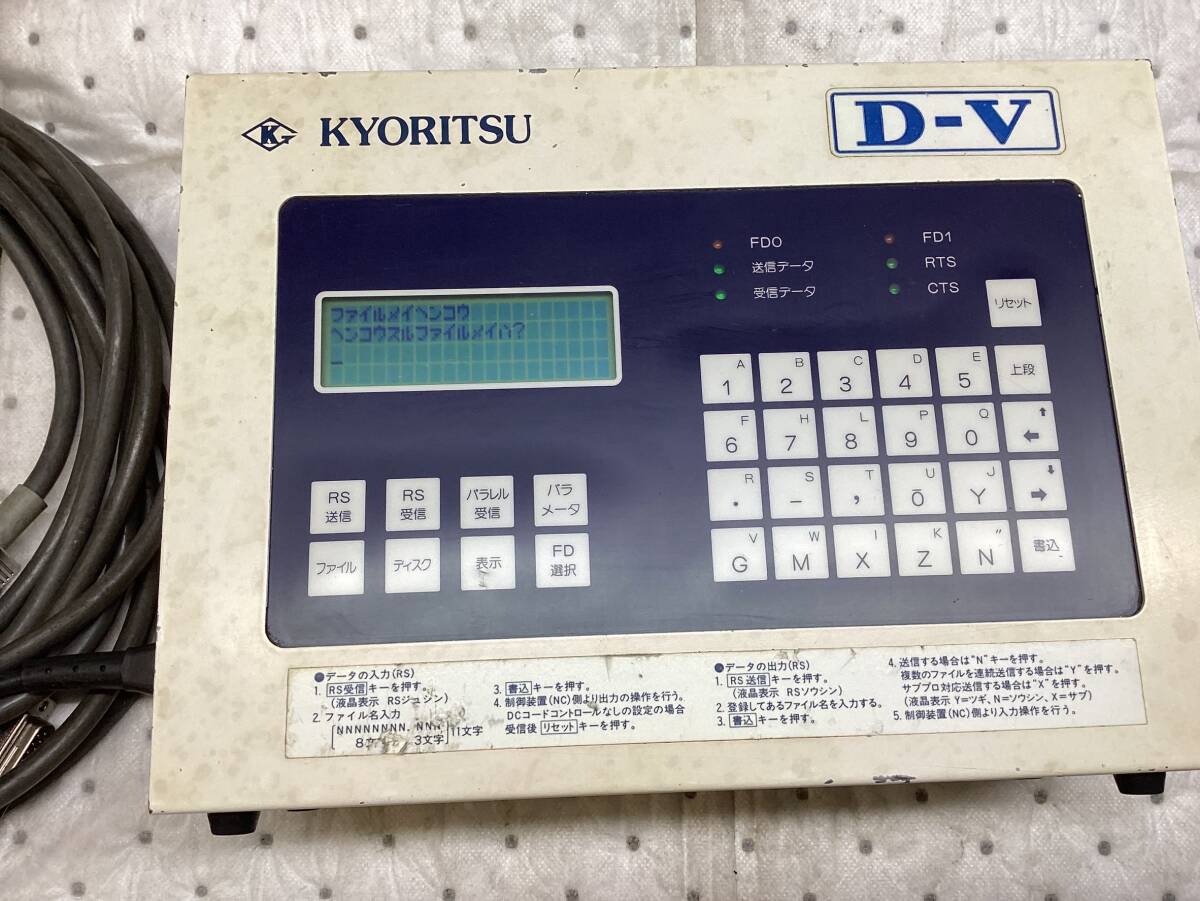 KYORITSU
D-V
FD0
FD1
送信データ
RTS
受信データ
CTS
リセット
ファイルメイヘンコウ
ヘンコウスルファイルメイハ?
_
A
1
B
2
C
3
D
4
E
5
上段
F
6
H
7
L
8
P
9
Q
0
↑
←
R
.
S
-
T
,
U
Ō
J
Y
↓
→
V
G
W
M
I
X
K
Z
"
N
書込
RS
送信
RS
受信
パラレル
受信
パラ
メータ
ファイル
ディスク
表示
FD
選択
●データの入力(RS)
1. RS受信 キーを押す。
(液晶表示 RSジュシン)
2. ファイル名入力
[NNNNNNNN. NNN]11文字
8文 3文字
3. 書込 キーを押す。
4. 制御装置(NC)側より出力の操作を行う。
DCコードコントロールなしの設定の場合
受信後 リセット キーを押す。
●データの出力(RS)
1. RS送信 キーを押す。
(液晶表示 RSソウシン)
2. 登録してあるファイル名を入力する。
3. 書込 キーを押す。
4. 送信する場合は"N"キーを押す。
複数のファイルを連続送信する場合は"Y"を押す。
サブプロ対応送信する場合は"X"を押す。
(液晶表示 Y=ツギ、N=ソウシン、X=サブ)
5. 制御装置(NC)側より入力操作を行う。